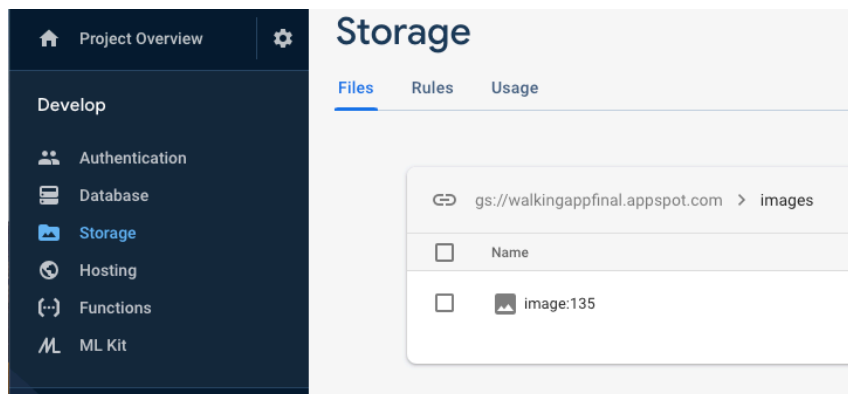 Project Overview
Develop
Authentication
Database
Storage
Hosting
Functions
ML Kit
Storage
Files Rules Usage
gs://walkingappfinal.appspot.com > images
Name
image:135